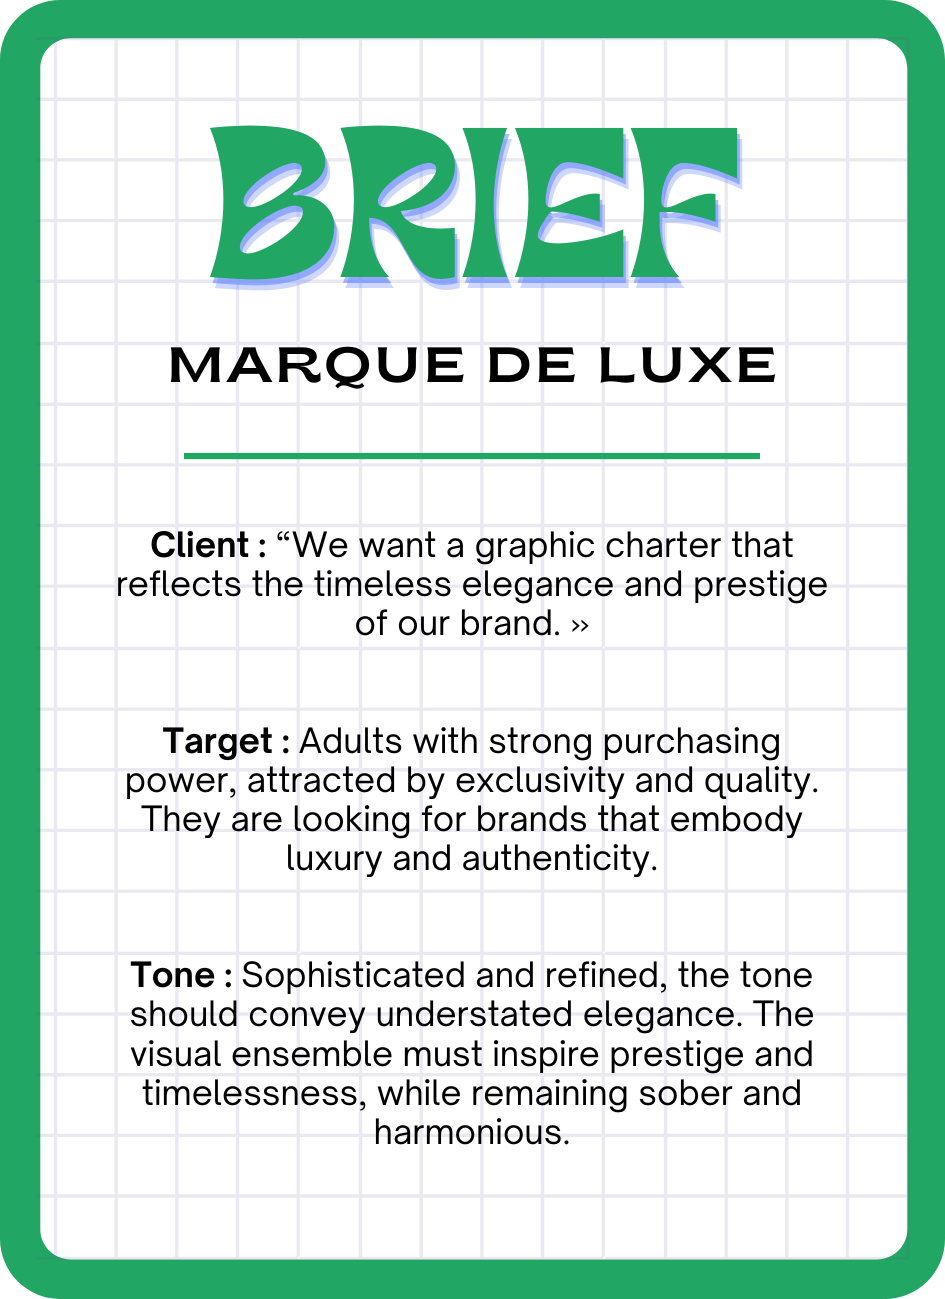 BRIEF
MARQUE DE LUXE
Client : “We want a graphic charter that
reflects the timeless elegance and prestige
of our brand. »
Target : Adults with strong purchasing
power, attracted by exclusivity and quality.
They are looking for brands that embody
luxury and authenticity.
Tone : Sophisticated and refined, the tone
should convey understated elegance. The
visual ensemble must inspire prestige and
timelessness, while remaining sober and
harmonious.